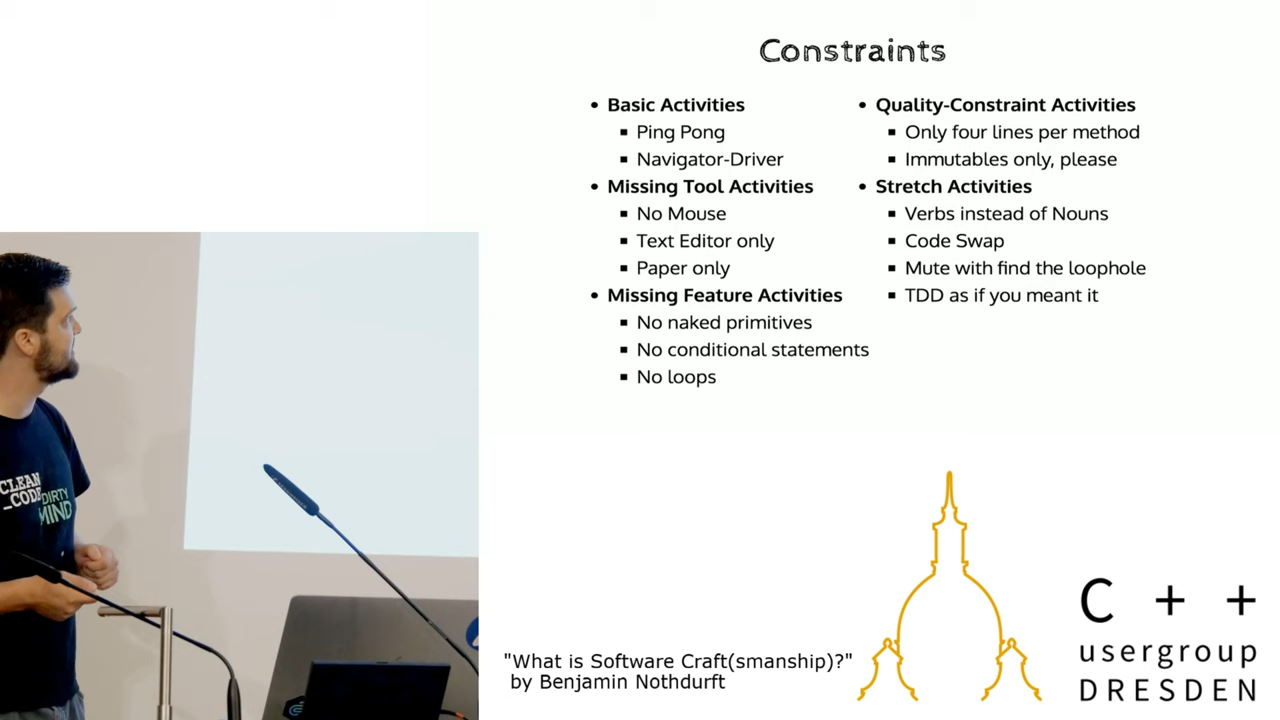 Constraints
• Basic Activities
▪ Ping Pong
▪ Navigator-Driver
• Missing Tool Activities
▪ No Mouse
▪ Text Editor only
▪ Paper only
• Missing Feature Activities
▪ No naked primitives
▪ No conditional statements
▪ No loops
• Quality-Constraint Activities
▪ Only four lines per method
▪ Immutables only, please
• Stretch Activities
▪ Verbs instead of Nouns
▪ Code Swap
▪ Mute with find the loophole
▪ TDD as if you meant it
CLEAN
_CODE
DIRTY
MIND
"What is Software Craft(smanship)?"
by Benjamin Nothdurft
C + +
usergroup
DRESDEN